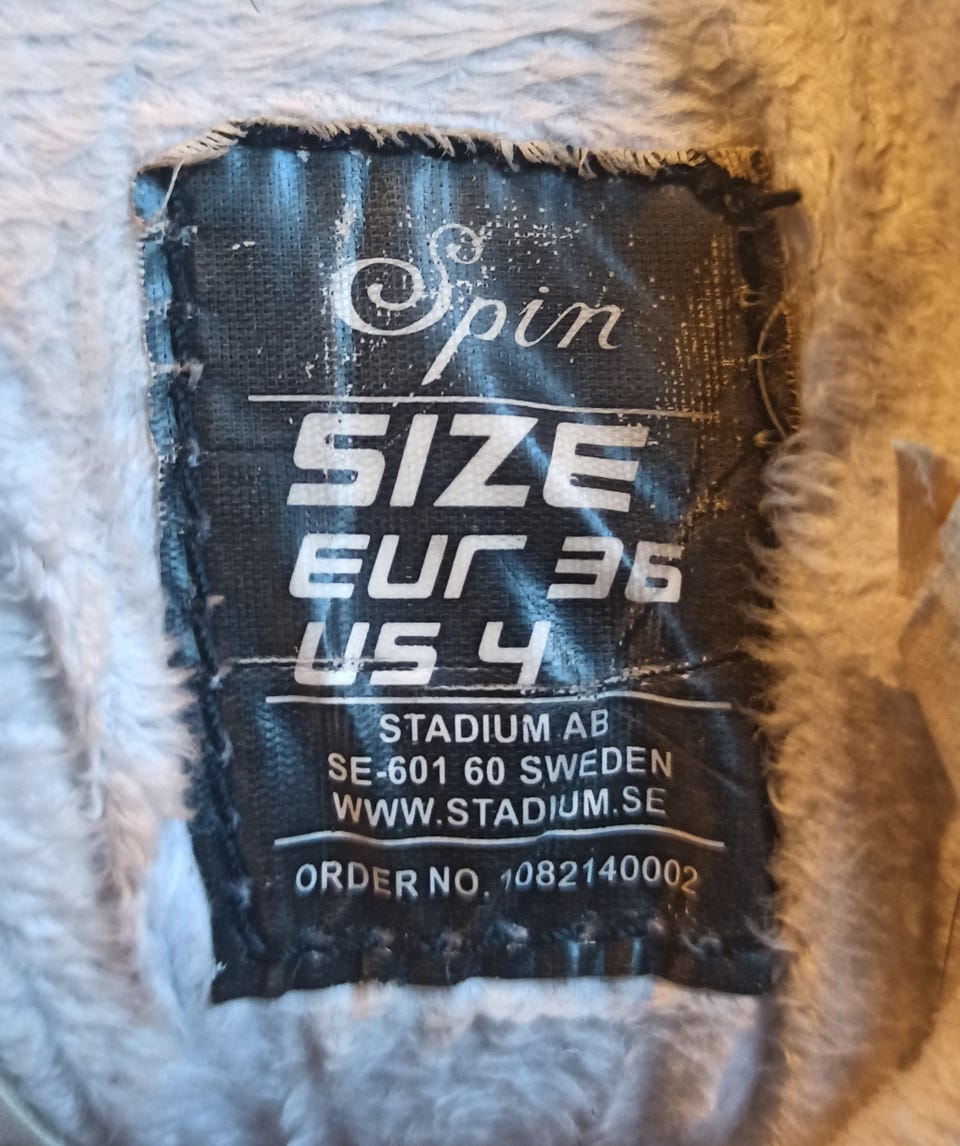 Spin
SIZE
EUR 36
US 4
STADIUM AB
SE-601 60 SWEDEN
WWW.STADIUM.SE
ORDER NO. 1082140002